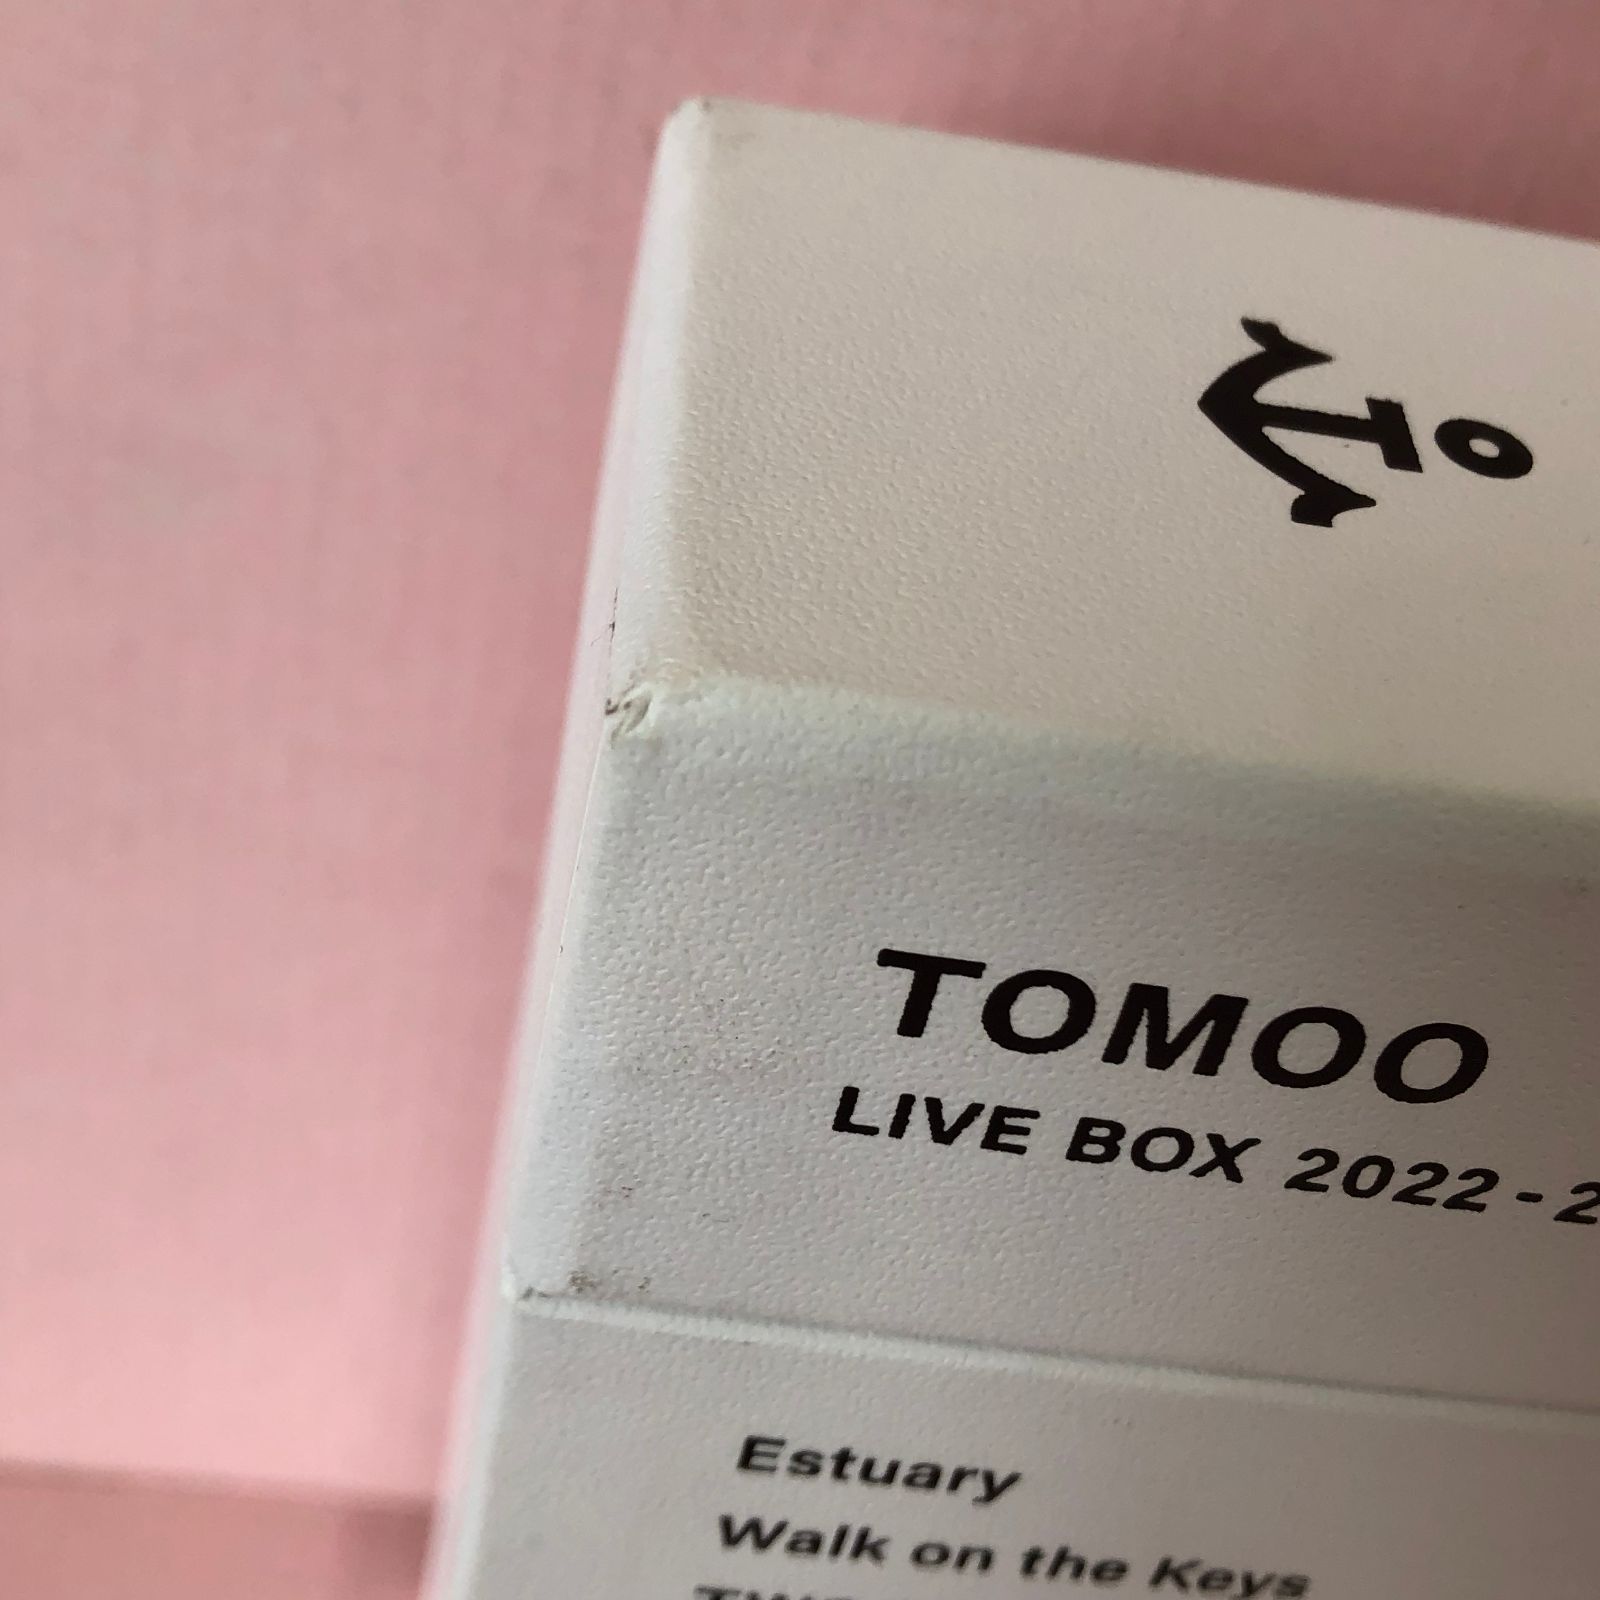 TOMOO
LIVE BOX 2022-2
Estuary
Walk on the Keys